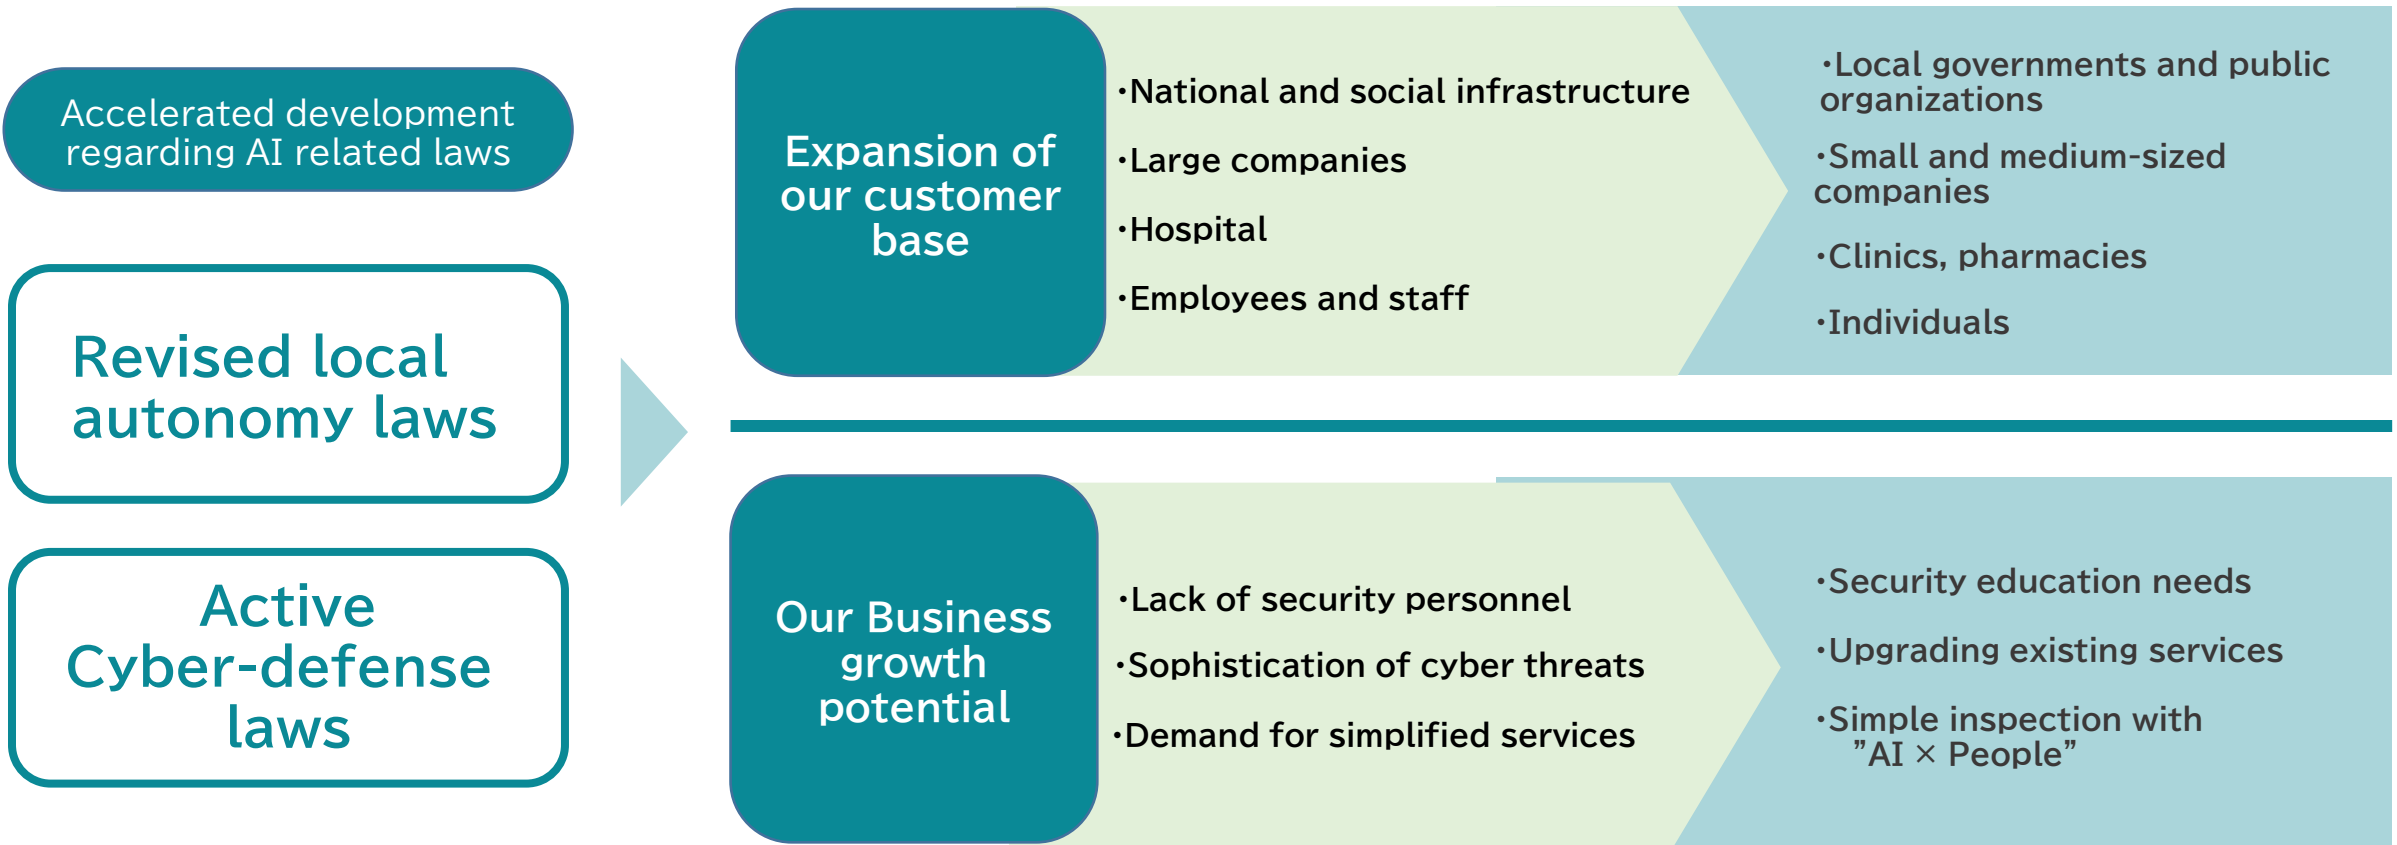 Accelerated development
regarding AI related laws
Revised local
autonomy laws
Active
Cyber-defense
laws
Expansion of
our customer
base
・National and social infrastructure
・Large companies
・Hospital
・Employees and staff
・Local governments and public
organizations
・Small and medium-sized
companies
・Clinics, pharmacies
・Individuals
Our Business
growth
potential
・Lack of security personnel
・Sophistication of cyber threats
・Demand for simplified services
・Security education needs
・Upgrading existing services
・Simple inspection with
”AI × People”